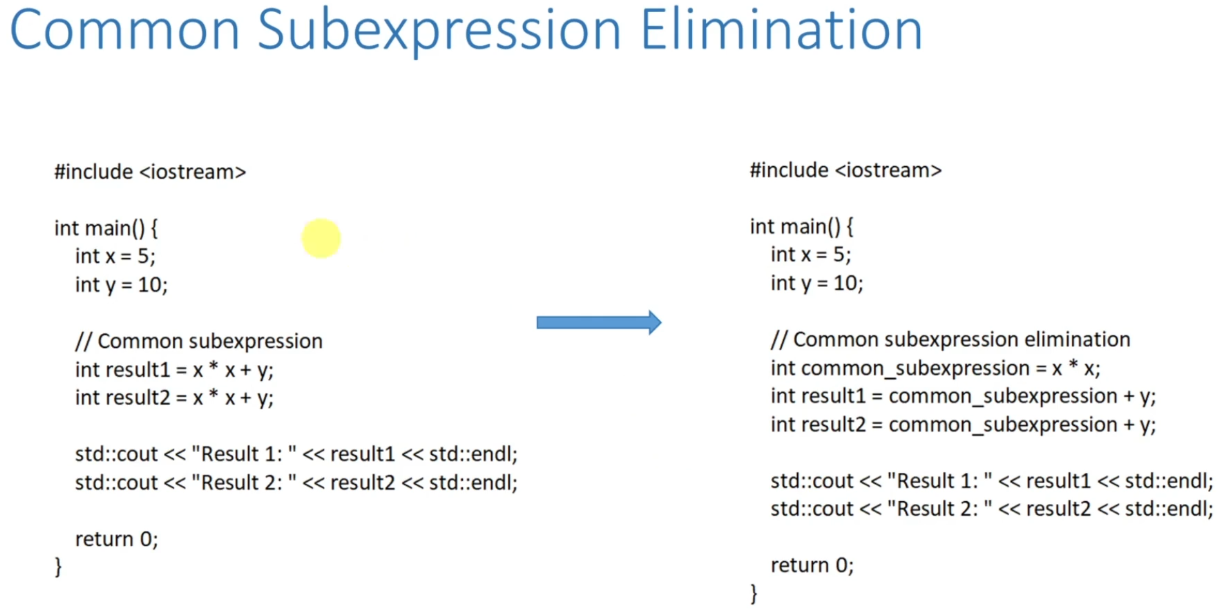 Common Subexpression Elimination
#include <iostream>
int main() {
int x = 5;
int y = 10;
// Common subexpression
int result1 = x * x + y;
int result2 = x * x + y;
std::cout << "Result 1: " << result1 << std::endl;
std::cout << "Result 2: " << result2 << std::endl;
return 0;
}
#include <iostream>
int main() {
int x = 5;
int y = 10;
// Common subexpression elimination
int common_subexpression = x * x;
int result1 = common_subexpression + y;
int result2 = common_subexpression + y;
std::cout << "Result 1: " << result1 << std::endl;
std::cout << "Result 2: " << result2 << std::endl;
return 0;
}